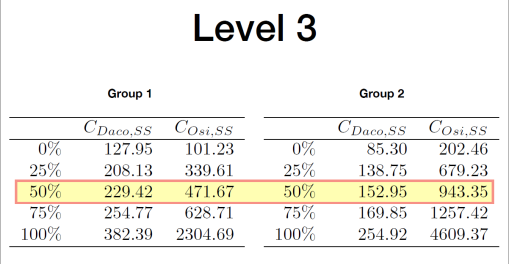 Level 3
Group 1
C_{Daco,SS} C_{Osi,SS}
0% 127.95 101.23
25% 208.13 339.61
50% 229.42 471.67
75% 254.77 628.71
100% 382.39 2304.69
Group 2
C_{Daco,SS} C_{Osi,SS}
0% 85.30 202.46
25% 138.75 679.23
50% 152.95 943.35
75% 169.85 1257.42
100% 254.92 4609.37